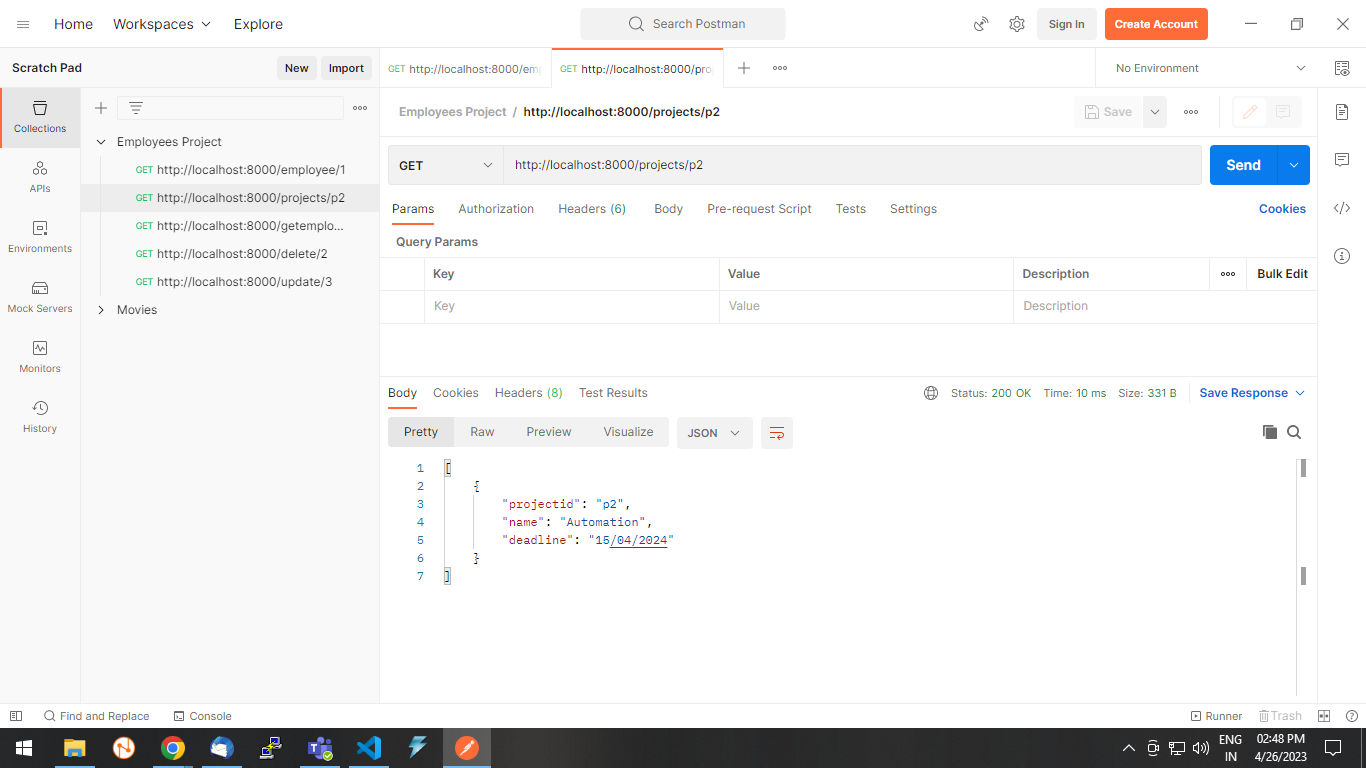 Home Workspaces Explore Search Postman Sign In Create Account
Scratch Pad New Import GET http://localhost:8000/em GET http://localhost:8000/pro No Environment
Collections
APIs
Environments
Mock Servers
Monitors
History
Employees Project
GET http://localhost:8000/employee/1
GET http://localhost:8000/projects/p2
GET http://localhost:8000/getemplo...
GET http://localhost:8000/delete/2
GET http://localhost:8000/update/3
Movies
Employees Project / http://localhost:8000/projects/p2 Save
GET http://localhost:8000/projects/p2 Send
Params Authorization Headers (6) Body Pre-request Script Tests Settings Cookies
Query Params
Key Value Description Bulk Edit
Key Value Description
Body Cookies Headers (8) Test Results Status: 200 OK Time: 10 ms Size: 331 B Save Response
Pretty Raw Preview Visualize JSON
1 [
2 {
3 "projectid": "p2",
4 "name": "Automation",
5 "deadline": "15/04/2024"
6 }
7 ]
Find and Replace Console Runner Trash
ENG 02:48 PM
IN 4/26/2023